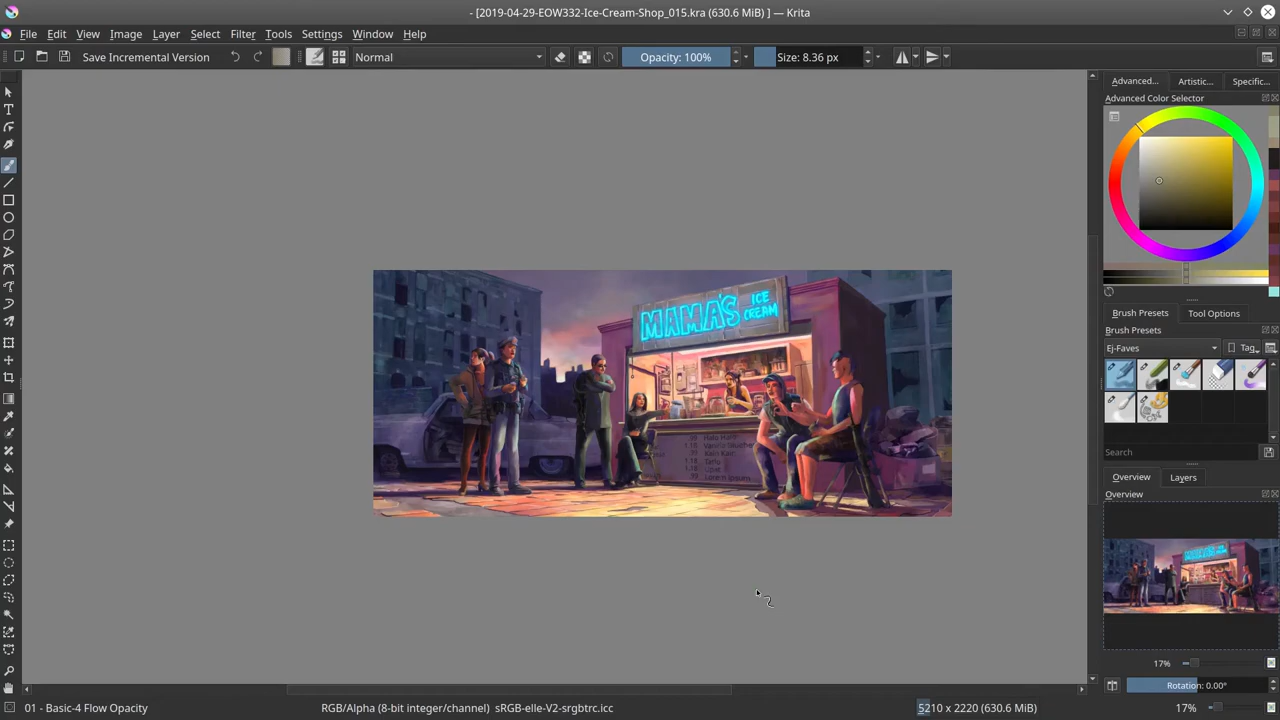 - [2019-04-29-EOW332-Ice-Cream-Shop_015.kra (630.6 MiB) ] — Krita
File Edit View Image Layer Select Filter Tools Settings Window Help
Save Incremental Version Normal Opacity: 100% Size: 8.36 px
Advanced... Artistic... Specific...
Advanced Color Selector
MAMA'S ICE CREAM
Brush Presets Tool Options
Brush Presets
Ej-Faves Tag
Search
Overview Layers
Overview
17%
Rotation: 0.00°
01 - Basic-4 Flow Opacity RGB/Alpha (8-bit integer/channel) sRGB-elle-V2-srgbtrc.icc 5210 x 2220 (630.6 MiB) 17%